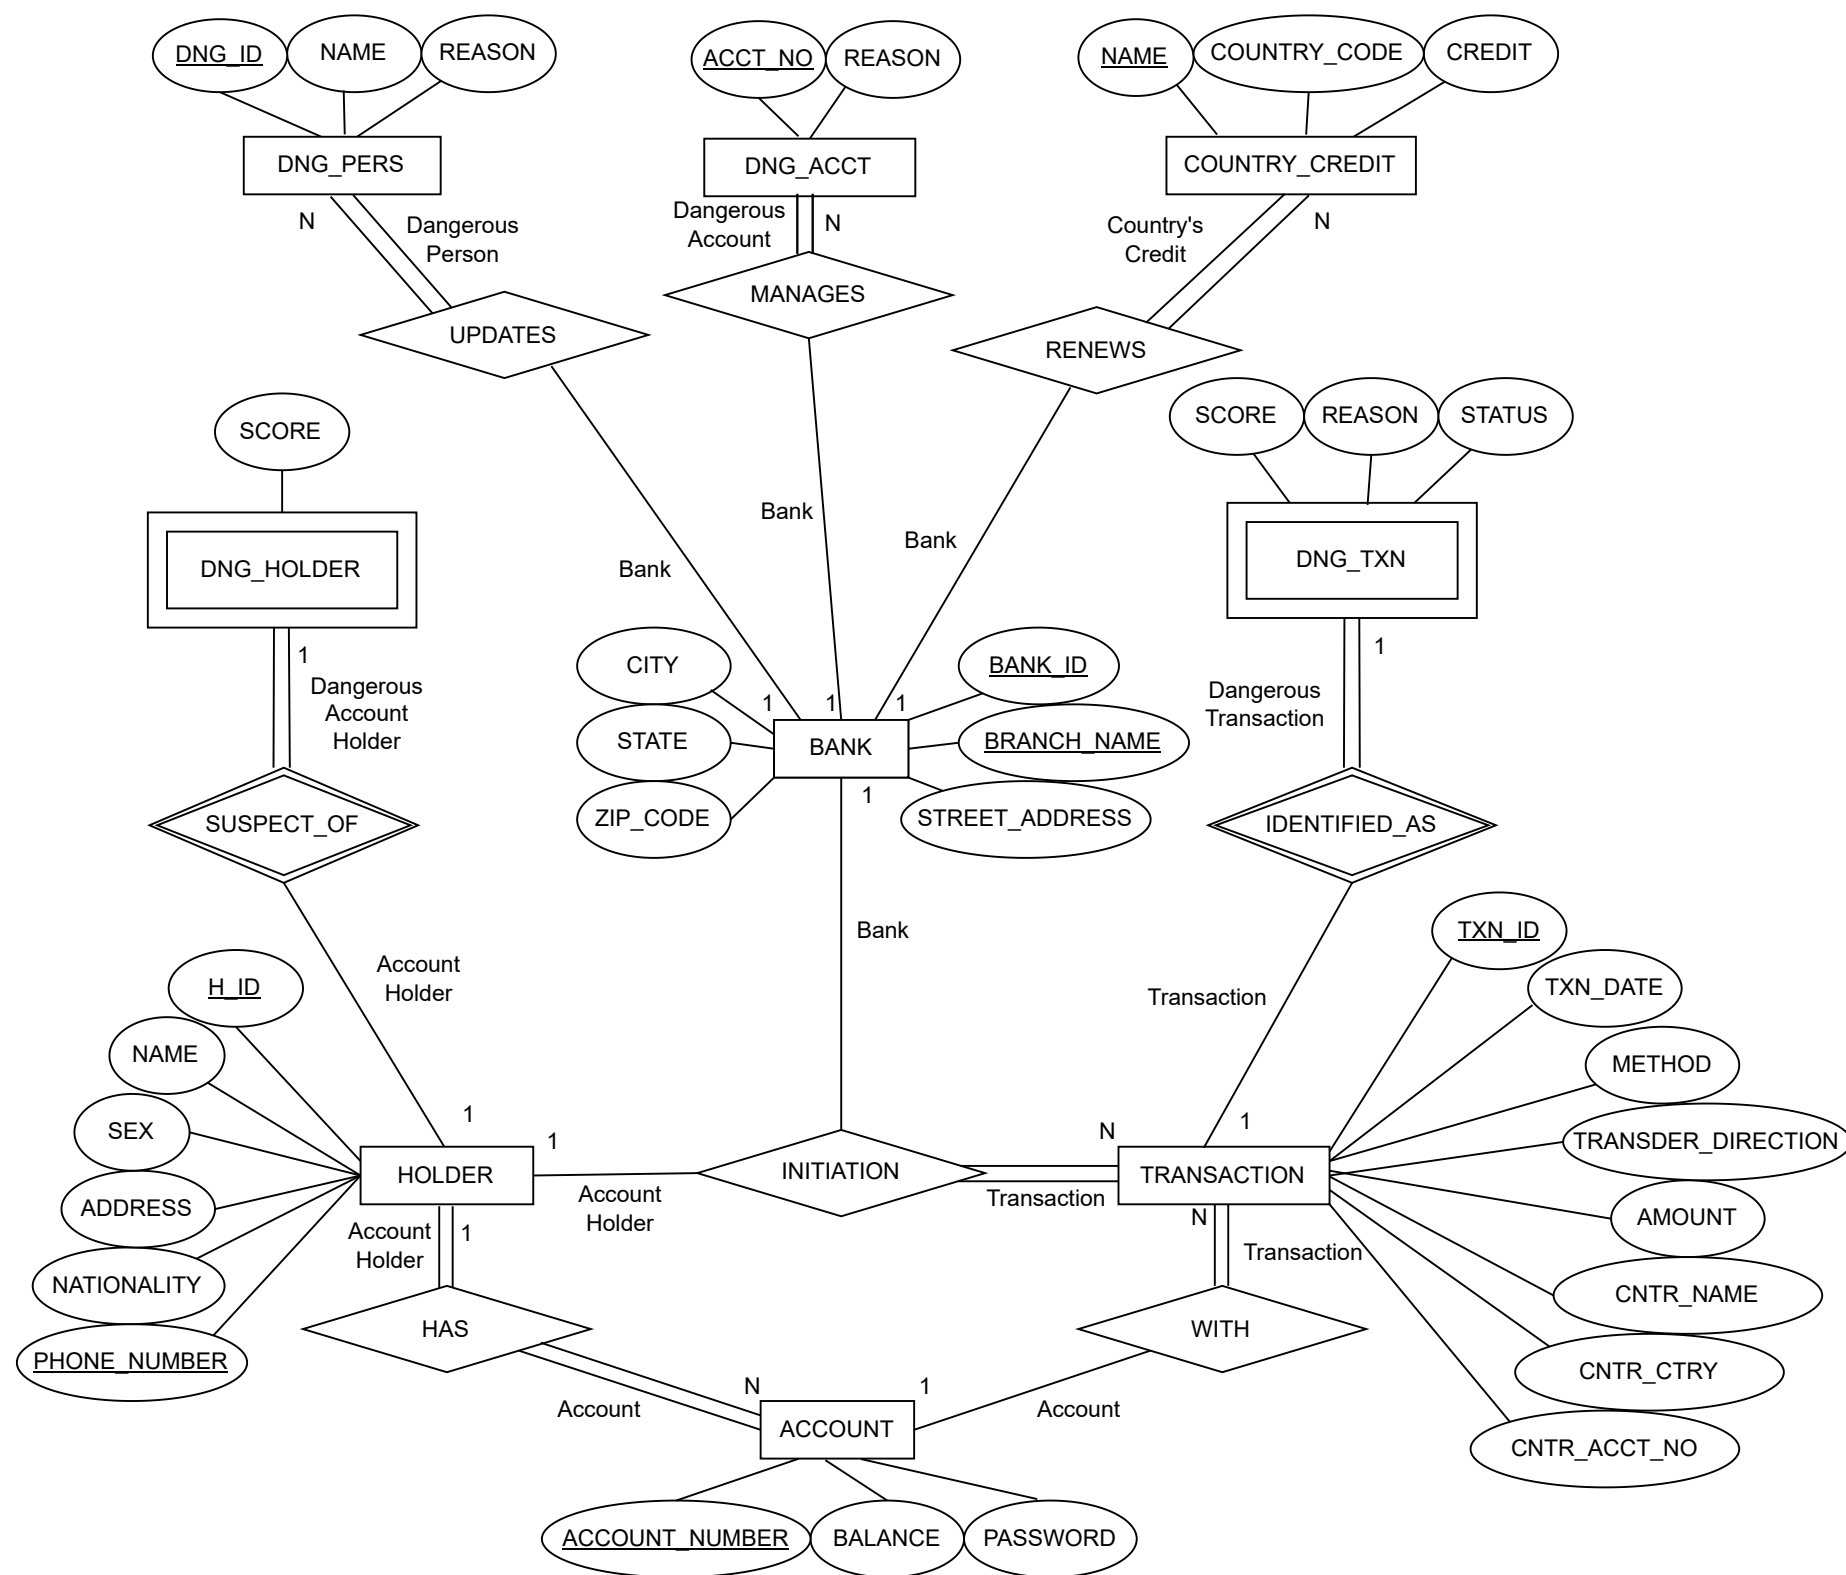 DNG_ID
NAME
REASON
ACCT_NO
REASON
NAME
COUNTRY_CODE
CREDIT
DNG_PERS
DNG_ACCT
COUNTRY_CREDIT
N
Dangerous
Person
Dangerous
Account
N
Country's
Credit
N
UPDATES
MANAGES
RENEWS
SCORE
SCORE
REASON
STATUS
DNG_HOLDER
Bank
Bank
Bank
DNG_TXN
1
Dangerous
Account
Holder
CITY
STATE
ZIP_CODE
1
1
1
BANK
1
BANK_ID
BRANCH_NAME
STREET_ADDRESS
1
Dangerous
Transaction
SUSPECT_OF
IDENTIFIED_AS
Account
Holder
Bank
Transaction
H_ID
NAME
SEX
ADDRESS
NATIONALITY
PHONE_NUMBER
TXN_ID
TXN_DATE
METHOD
TRANSDER_DIRECTION
AMOUNT
CNTR_NAME
CNTR_CTRY
CNTR_ACCT_NO
1
1
HOLDER
Account
Holder
INITIATION
N
1
Transaction
TRANSACTION
Account
Holder
1
N
Transaction
HAS
WITH
N
Account
1
Account
ACCOUNT
ACCOUNT_NUMBER
BALANCE
PASSWORD